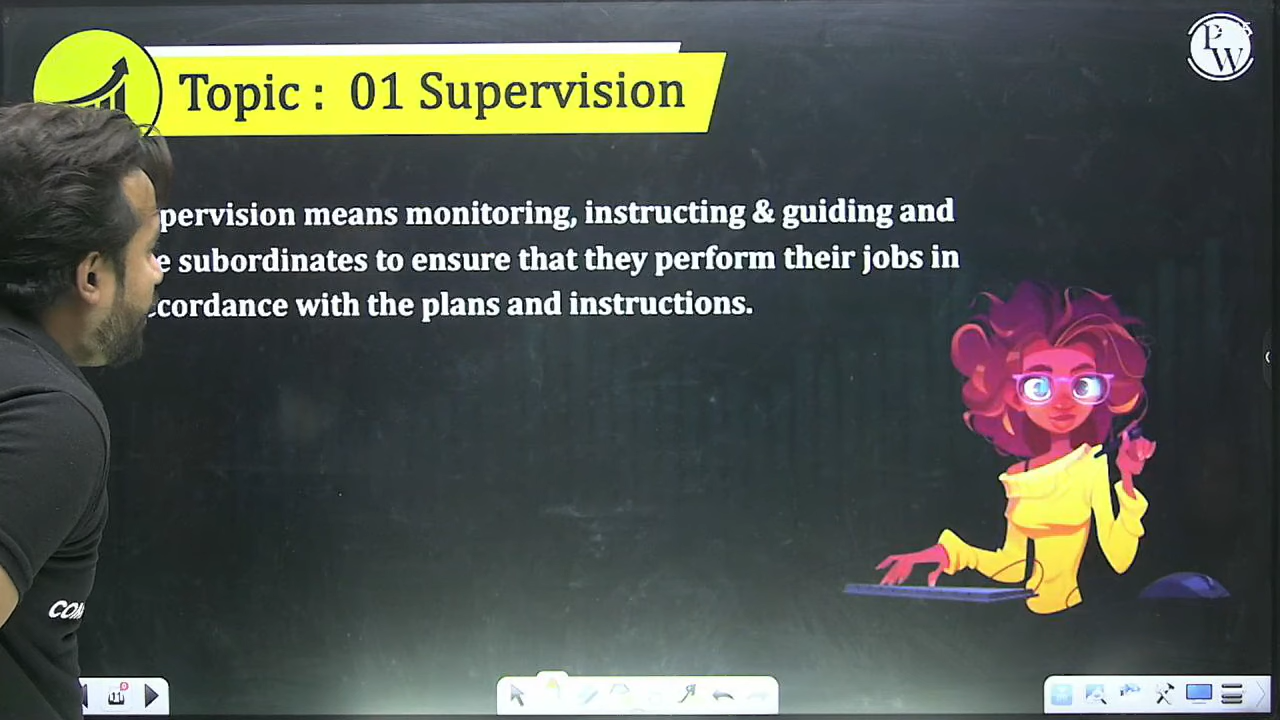 Topic : 01 Supervision
PW
pervision means monitoring, instructing & guiding and
e subordinates to ensure that they perform their jobs in
ccordance with the plans and instructions.